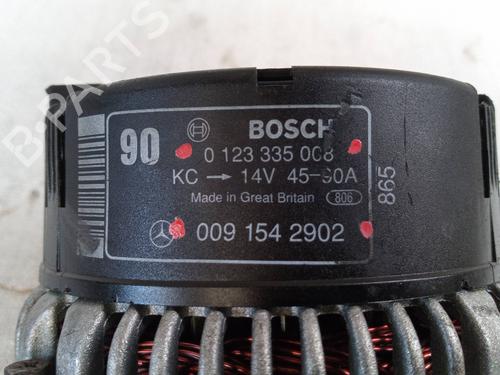 90
BOSCH
0 123 335 008
KC → 14V 45-90A
Made in Great Britain 806
865
009 154 2902
B-PARTS